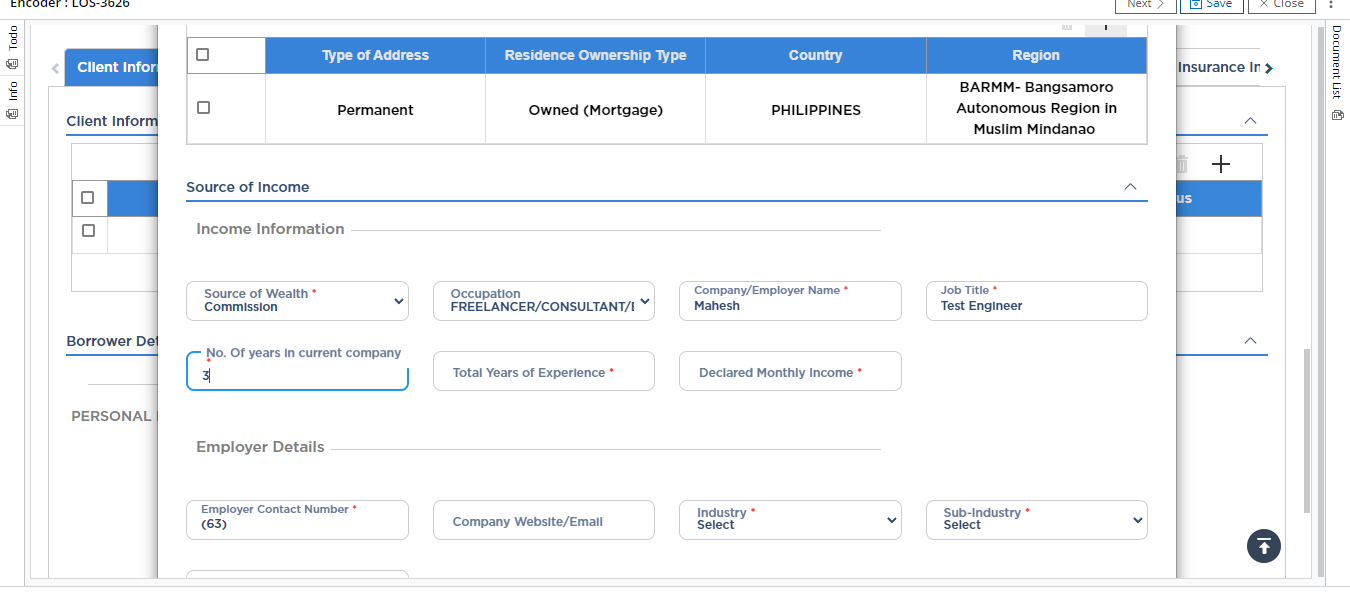 Encoder : LOS-3626
Next
Save
Close
Todo
Info
Document List
Client Infor
Insurance In
Type of Address
Residence Ownership Type
Country
Region
Permanent
Owned (Mortgage)
PHILIPPINES
BARMM- Bangsamoro
Autonomous Region in
Muslim Mindanao
Client Inform
us
Source of Income
Income Information
Source of Wealth *
Commission
Occupation
FREELANCER/CONSULTANT/
Company/Employer Name *
Mahesh
Job Title *
Test Engineer
Borrower Det
No. Of years in current company
*
3
Total Years of Experience *
Declared Monthly Income *
PERSONAL
Employer Details
Employer Contact Number *
(63)
Company Website/Email
Industry *
Select
Sub-Industry *
Select